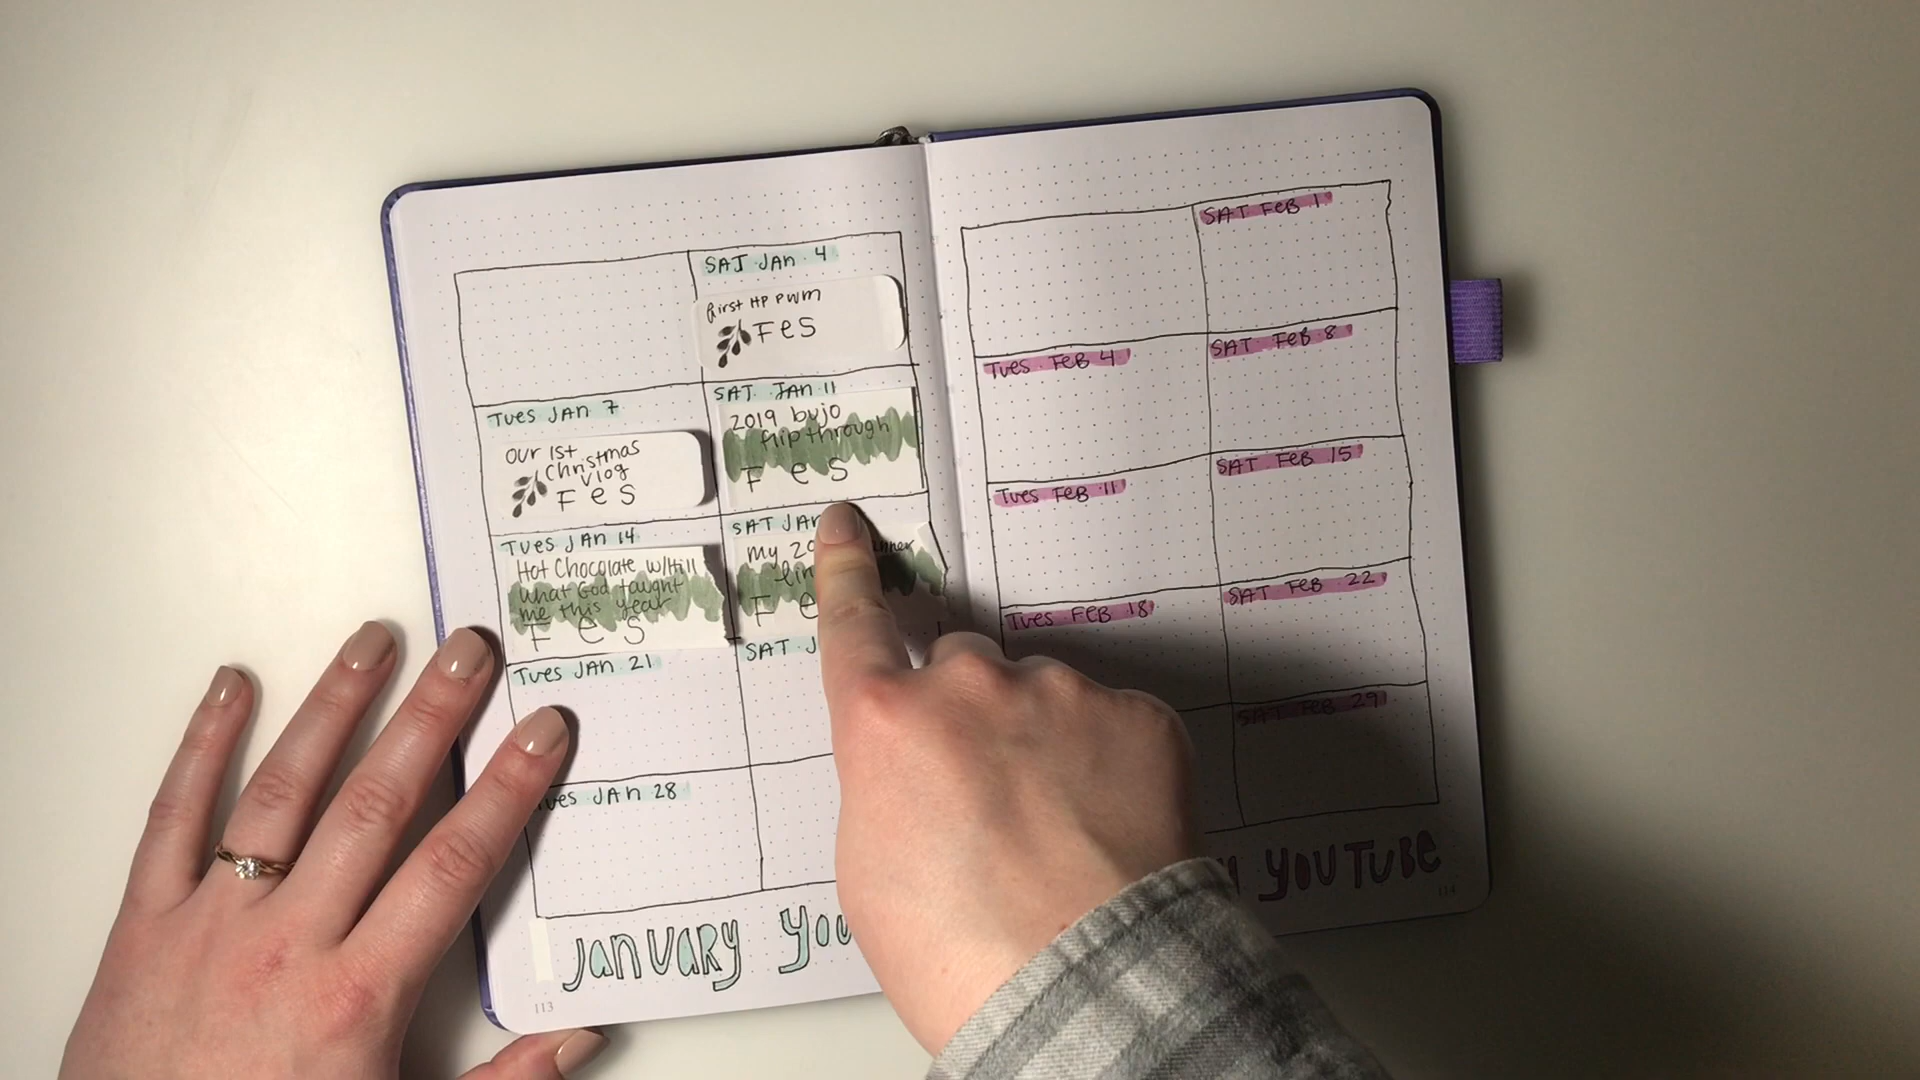 SAT JAN 4
first HP PWM
Fes
TUES JAN 7
our 1st
Christmas
vlog
Fes
SAT JAN 11
2019 bujo
flip through
Fes
TUES JAN 14
Hot Chocolate w/Hill
what God taught
me this year
Fes
SAT JAN
my
F e
TUES JAN 21
SAT
JAN 28
JANUARY
113
SAT FEB 1
TUES FEB 4
SAT FEB 8
TUES FEB 11
SAT FEB 15
TUES FEB 18
SAT FEB 22
SAT FEB 29
YOUTUBE
114